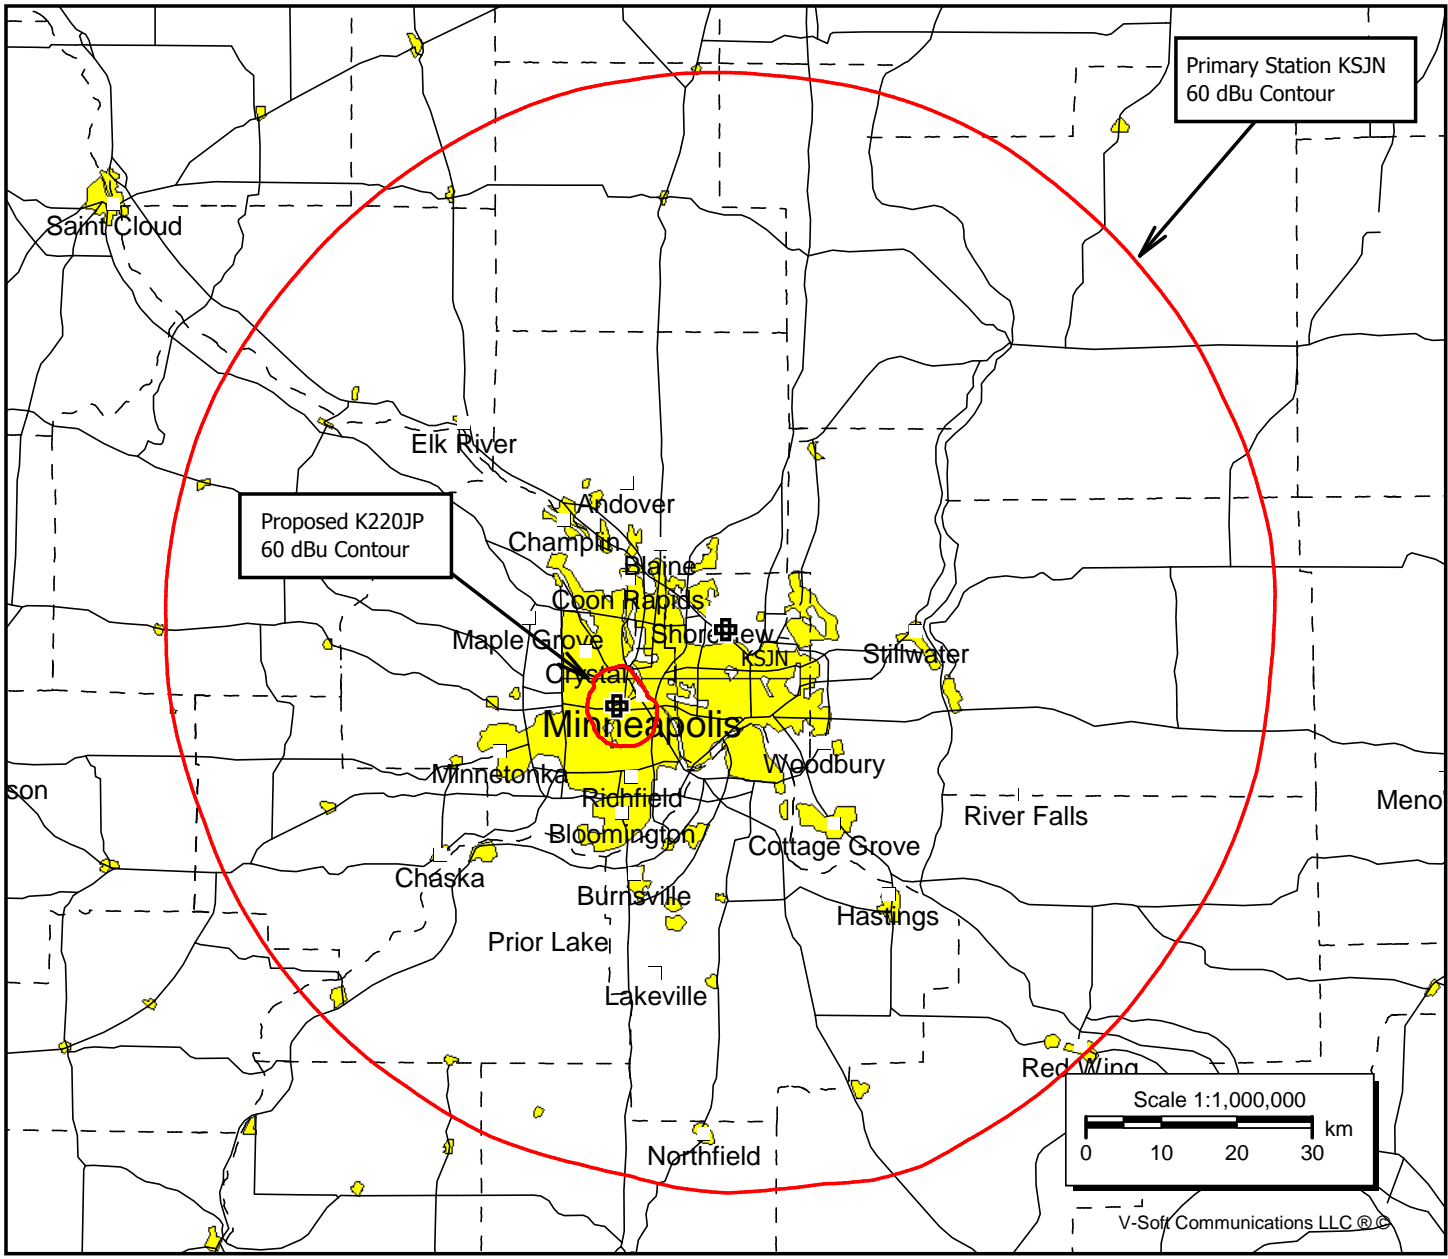 Primary Station KSJN
60 dBu Contour
Saint Cloud
Elk River
Proposed K220JP
60 dBu Contour
Andover
Champlin
Blaine
Coon Rapids
Maple Grove
KSJN
Stillwater
Crystal
Minneapolis
Minnetonka
Woodbury
son
Richfield
River Falls
Meno
Bloomington
Cottage Grove
Chaska
Burnsville
Hastings
Prior Lake
Lakeville
Red Wing
Scale 1:1,000,000
km
0 10 20 30
Northfield
V-Soft Communications LLC ® ©